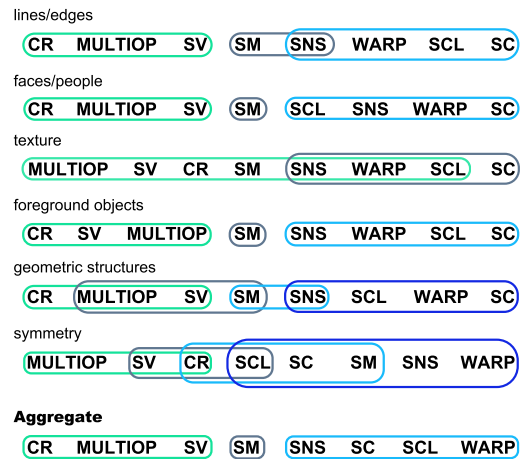 lines/edges
CR MULTIOP SV SM SNS WARP SCL SC
faces/people
CR MULTIOP SV SM SCL SNS WARP SC
texture
MULTIOP SV CR SM SNS WARP SCL SC
foreground objects
CR SV MULTIOP SM SNS WARP SCL SC
geometric structures
CR MULTIOP SV SM SNS SCL WARP SC
symmetry
MULTIOP SV CR SCL SC SM SNS WARP
Aggregate
CR MULTIOP SV SM SNS SC SCL WARP